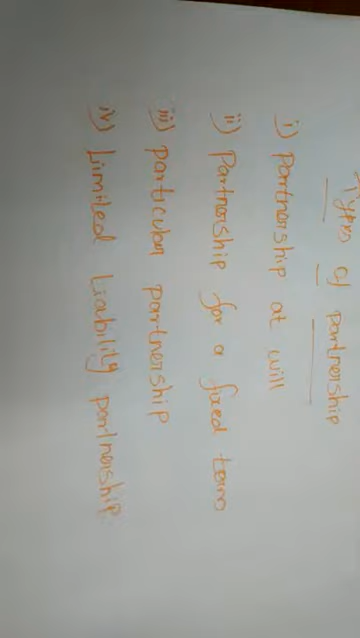 Types of partnership
i) Partnership at will
ii) Partnership for a fixed term
iii) particular partnership
iv) Limited Liability partnership